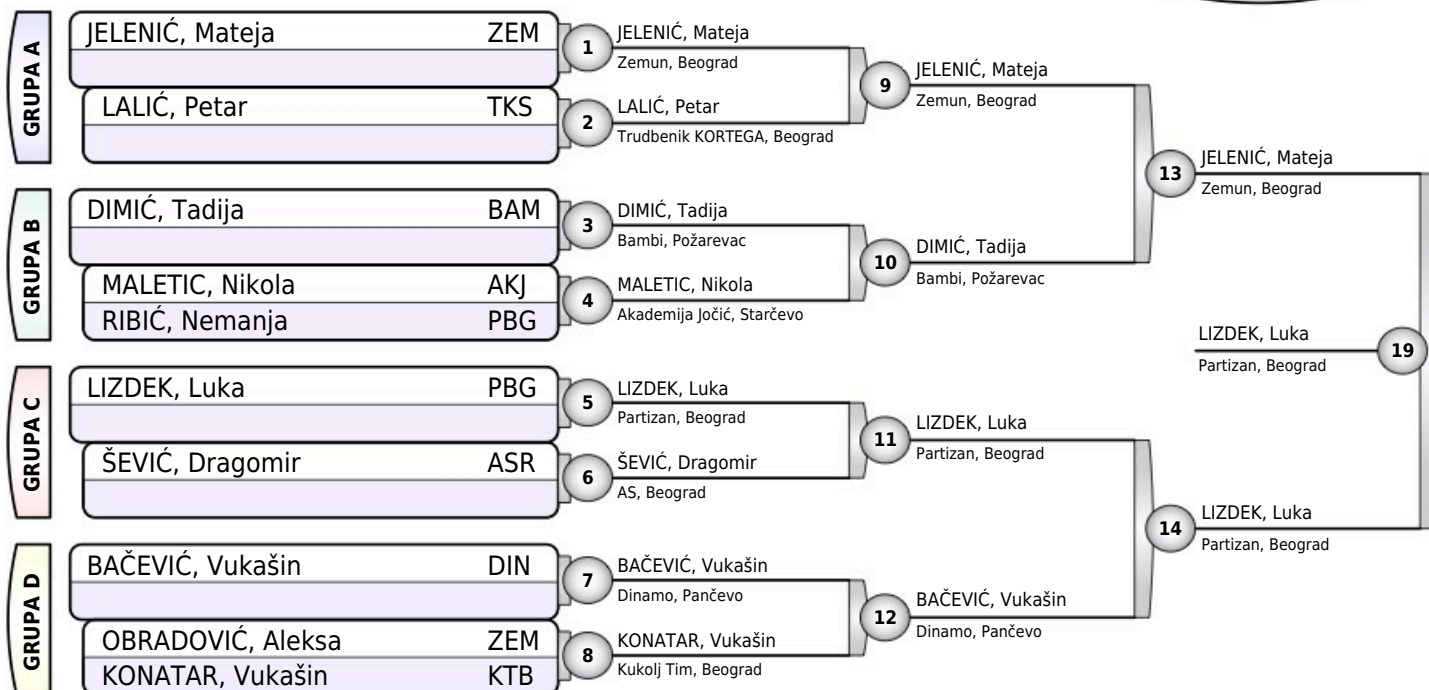 GRUPA A
JELENIĆ, Mateja ZEM
LALIĆ, Petar TKS
GRUPA B
DIMIĆ, Tadija BAM
MALETIC, Nikola AKJ
RIBIĆ, Nemanja PBG
GRUPA C
LIZDEK, Luka PBG
ŠEVIĆ, Dragomir ASR
GRUPA D
BAČEVIĆ, Vukašin DIN
OBRADOVIĆ, Aleksa ZEM
KONATAR, Vukašin KTB
1
JELENIĆ, Mateja
Zemun, Beograd
2
LALIĆ, Petar
Trudbenik KORTEGA, Beograd
3
DIMIĆ, Tadija
Bambi, Požarevac
4
MALETIC, Nikola
Akademija Jočić, Starčevo
5
LIZDEK, Luka
Partizan, Beograd
6
ŠEVIĆ, Dragomir
AS, Beograd
7
BAČEVIĆ, Vukašin
Dinamo, Pančevo
8
KONATAR, Vukašin
Kukolj Tim, Beograd
9
JELENIĆ, Mateja
Zemun, Beograd
10
DIMIĆ, Tadija
Bambi, Požarevac
11
LIZDEK, Luka
Partizan, Beograd
12
BAČEVIĆ, Vukašin
Dinamo, Pančevo
13
JELENIĆ, Mateja
Zemun, Beograd
14
LIZDEK, Luka
Partizan, Beograd
LIZDEK, Luka
Partizan, Beograd
19